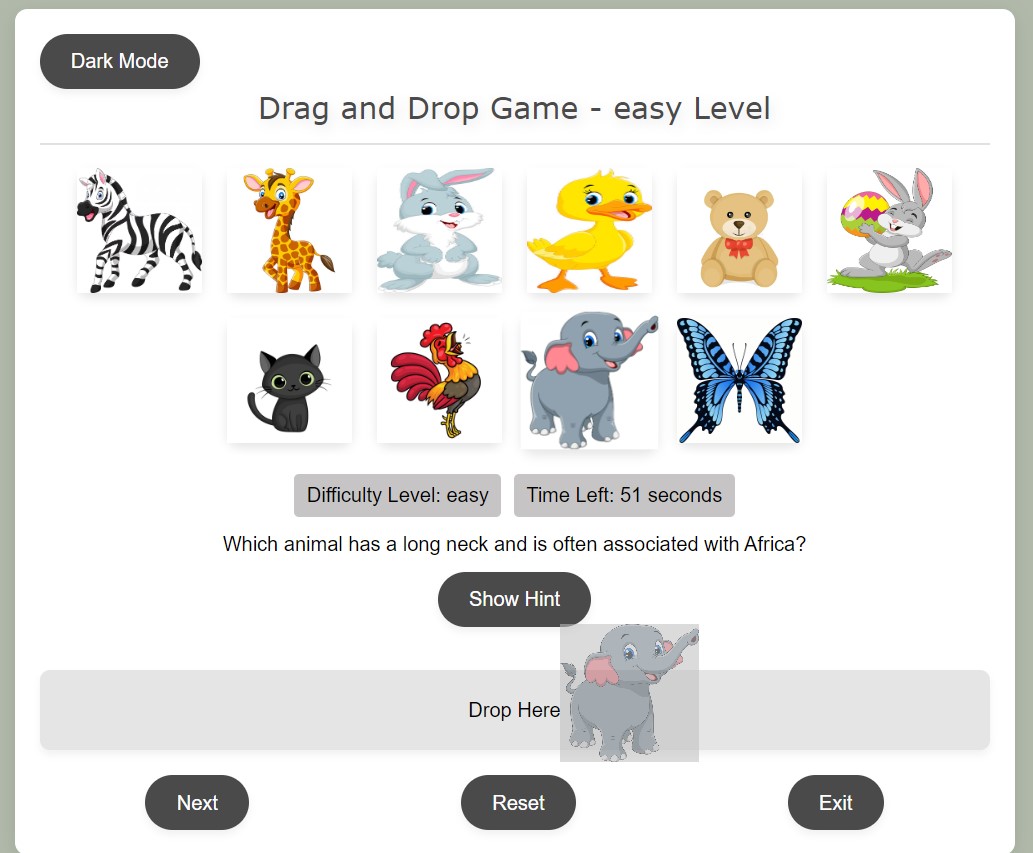 Dark Mode
Drag and Drop Game - easy Level
Difficulty Level: easy
Time Left: 51 seconds
Which animal has a long neck and is often associated with Africa?
Show Hint
Drop Here
Next
Reset
Exit